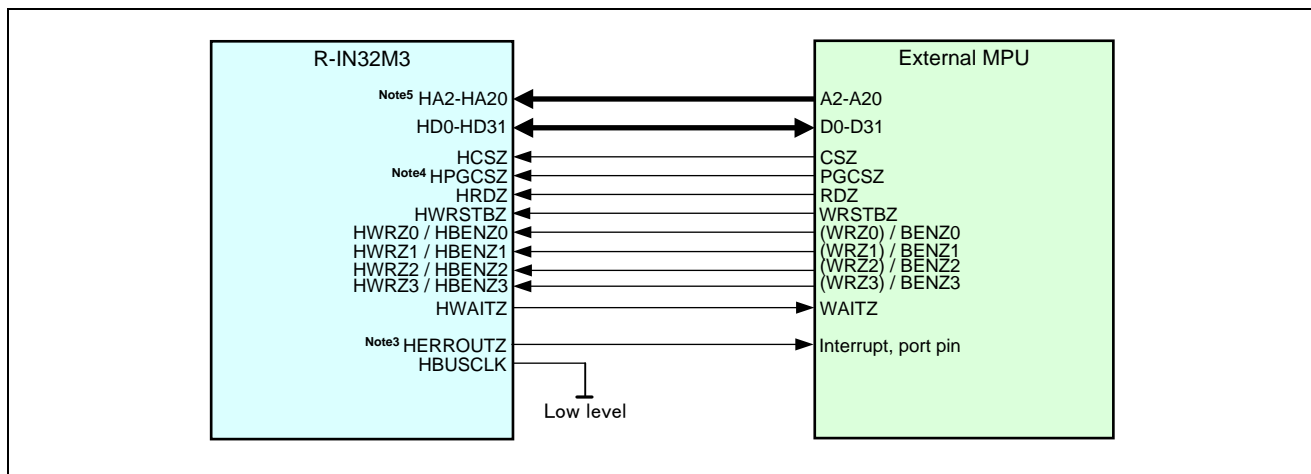 R-IN32M3 External MPU
Note5 HA2-HA20 A2-A20
HD0-HD31 D0-D31
HCSZ CSZ
Note4 HPGCSZ PGCSZ
HRDZ RDZ
HWRSTBZ WRSTBZ
HWRZ0 / HBENZ0 (WRZ0) / BENZ0
HWRZ1 / HBENZ1 (WRZ1) / BENZ1
HWRZ2 / HBENZ2 (WRZ2) / BENZ2
HWRZ3 / HBENZ3 (WRZ3) / BENZ3
HWAITZ WAITZ
Note3 HERROUTZ Interrupt, port pin
HBUSCLK
Low level